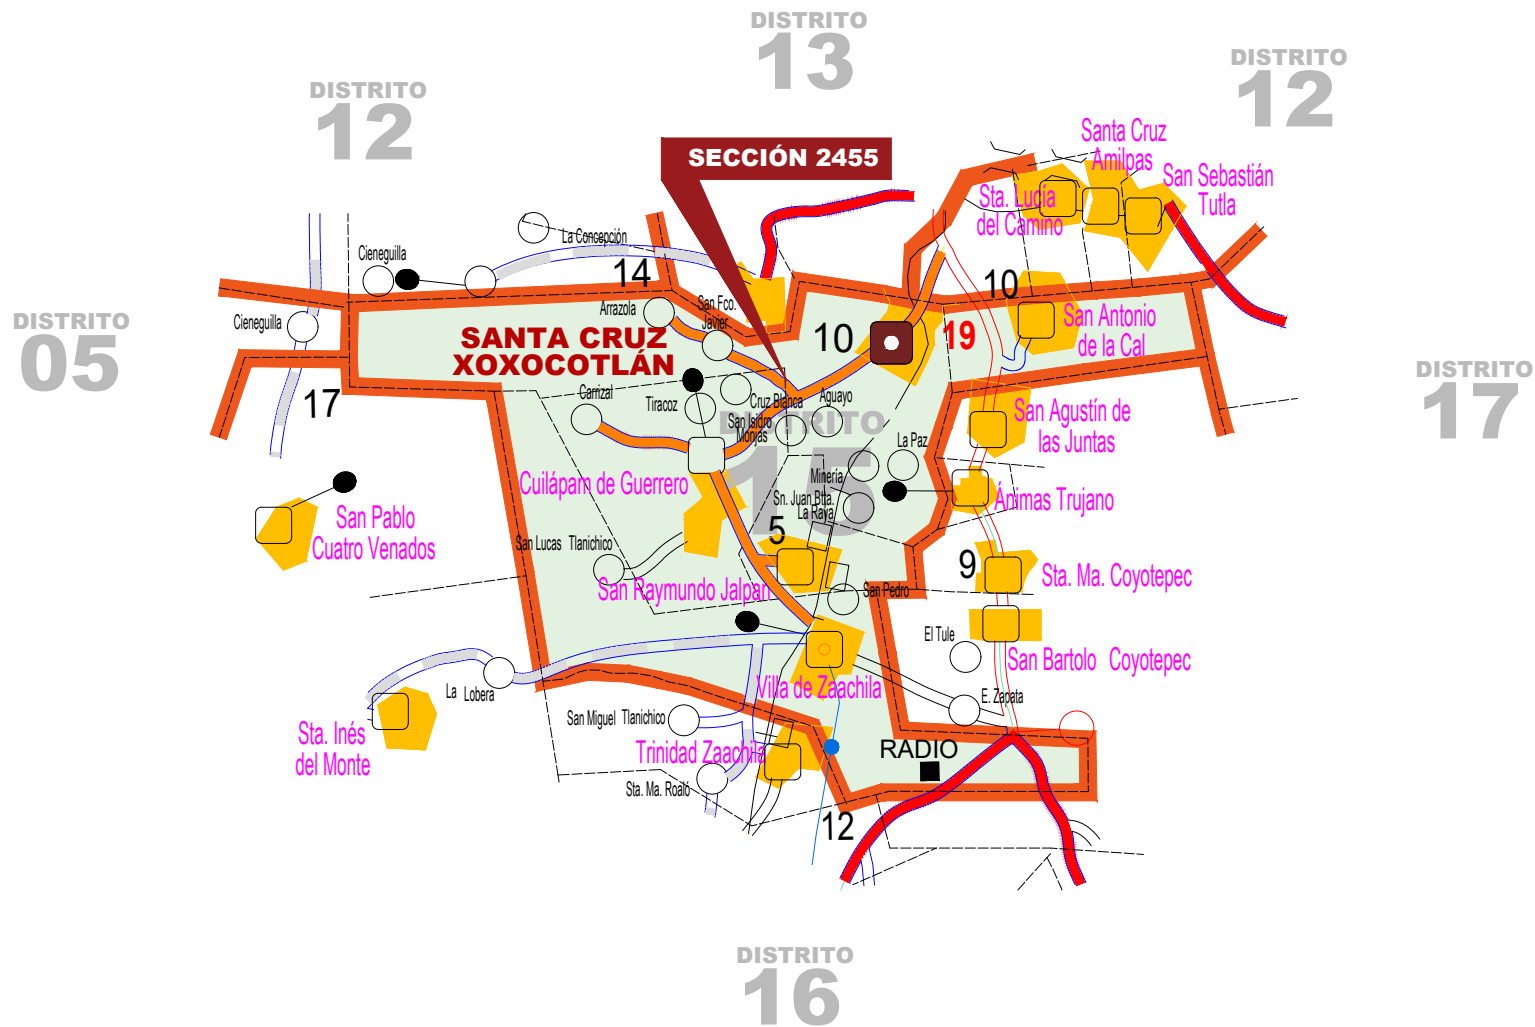 DISTRITO
13
DISTRITO
12
DISTRITO
12
SECCIÓN 2455
Santa Cruz
Amilpas
San Sebastián
Tutla
Sta. Lucía
del Camino
La Concepción
Cieneguilla
14
10
Arrazola
San Fco.
Javier
Cieneguilla
DISTRITO
05
SANTA CRUZ
XOXOCOTLÁN
10
19
San Antonio
de la Cal
DISTRITO
17
17
Carrizal
Tiracoz
Cruz Blanca
Aguayo
San Isidro
Monjas
DISTRITO
15
San Agustín de
las Juntas
La Paz
Minería
Cuilápam de Guerrero
Sn. Juan Btta.
La Raya
Ánimas Trujano
San Pablo
Cuatro Venados
5
San Lucas Tlanichico
9
Sta. Ma. Coyotepec
San Raymundo Jalpan
San Pedro
El Tule
San Bartolo Coyotepec
La Lobera
Villa de Zaachila
E. Zapata
San Miguel Tlanichico
Sta. Inés
del Monte
Trinidad Zaachila
RADIO
Sta. Ma. Roaló
12
DISTRITO
16